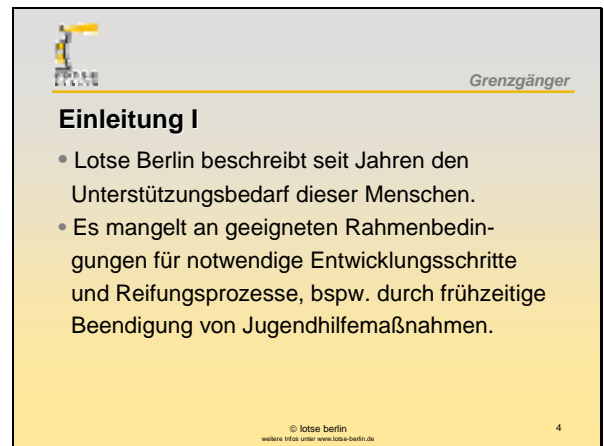 Grenzgänger
Einleitung I
• Lotse Berlin beschreibt seit Jahren den
Unterstützungsbedarf dieser Menschen.
• Es mangelt an geeigneten Rahmenbedin-
gungen für notwendige Entwicklungsschritte
und Reifungsprozesse, bspw. durch frühzeitige
Beendigung von Jugendhilfemaßnahmen.
© lotse berlin
weitere Infos unter www.lotse-berlin.de
4